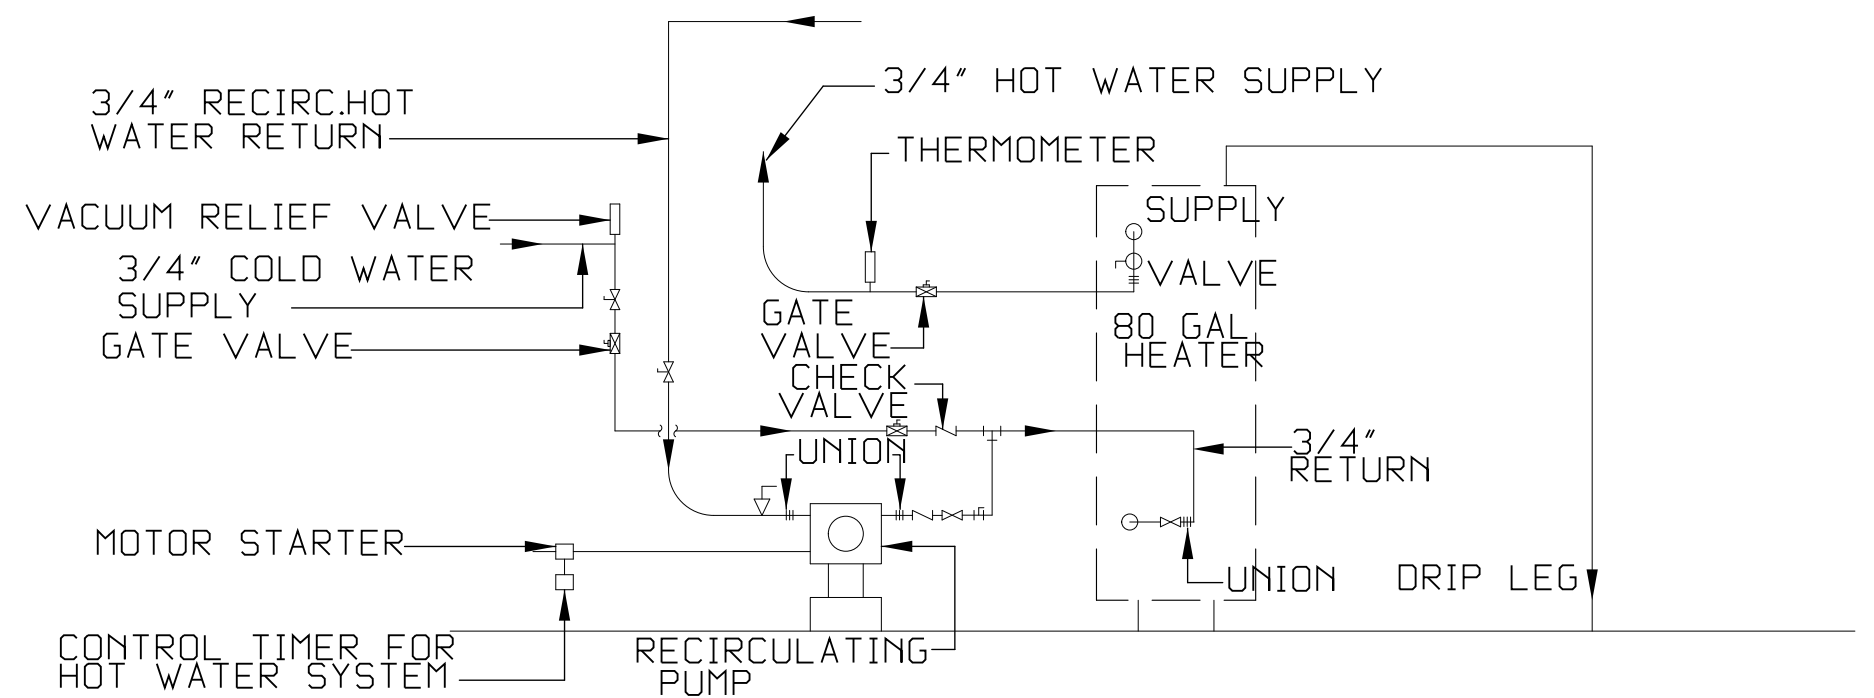 3/4" HOT WATER SUPPLY
3/4" RECIRC.HOT
WATER RETURN
THERMOMETER
VACUUM RELIEF VALVE
SUPPLY
VALVE
3/4" COLD WATER
SUPPLY
GATE VALVE
GATE
VALVE
80 GAL
HEATER
CHECK
VALVE
UNION
3/4"
RETURN
MOTOR STARTER
UNION
DRIP LEG
CONTROL TIMER FOR
HOT WATER SYSTEM
RECIRCULATING
PUMP